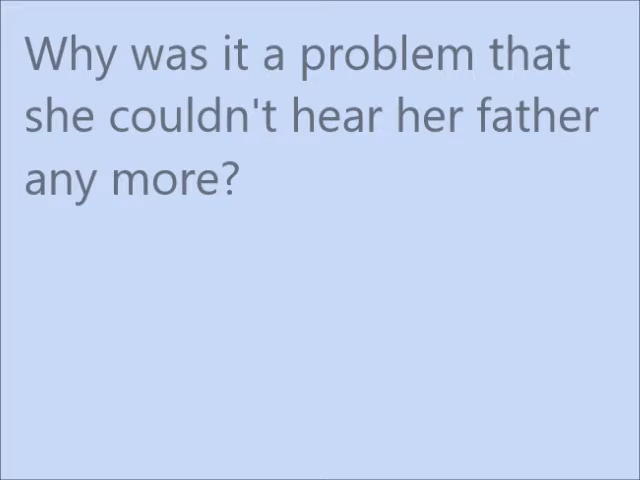 Why was it a problem that
she couldn't hear her father
any more?